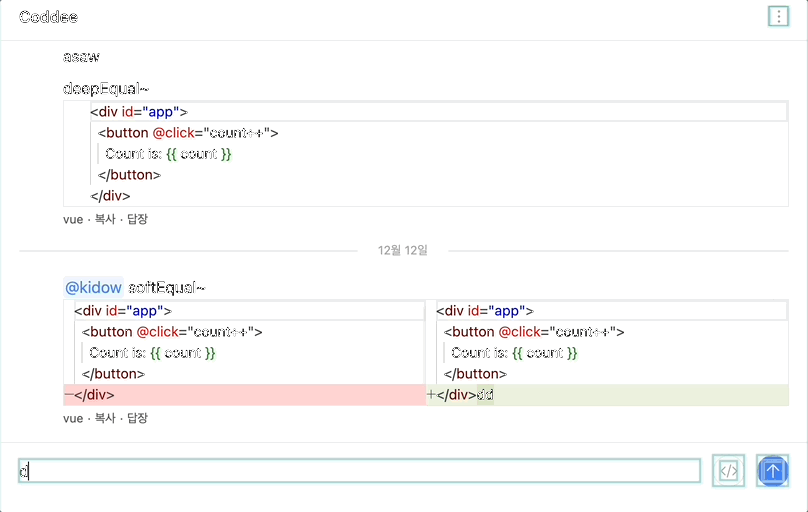 Coddee
asaw
deepEqual~
<div id="app">
<button @click="count++">
Count is: {{ count }}
</button>
</div>
vue · 복사 · 답장
12월 12일
@kidow softEqual~
<div id="app">
<button @click="count++">
Count is: {{ count }}
</button>
−</div>
<div id="app">
<button @click="count++">
Count is: {{ count }}
</button>
+</div>dd
vue · 복사 · 답장
d
</>